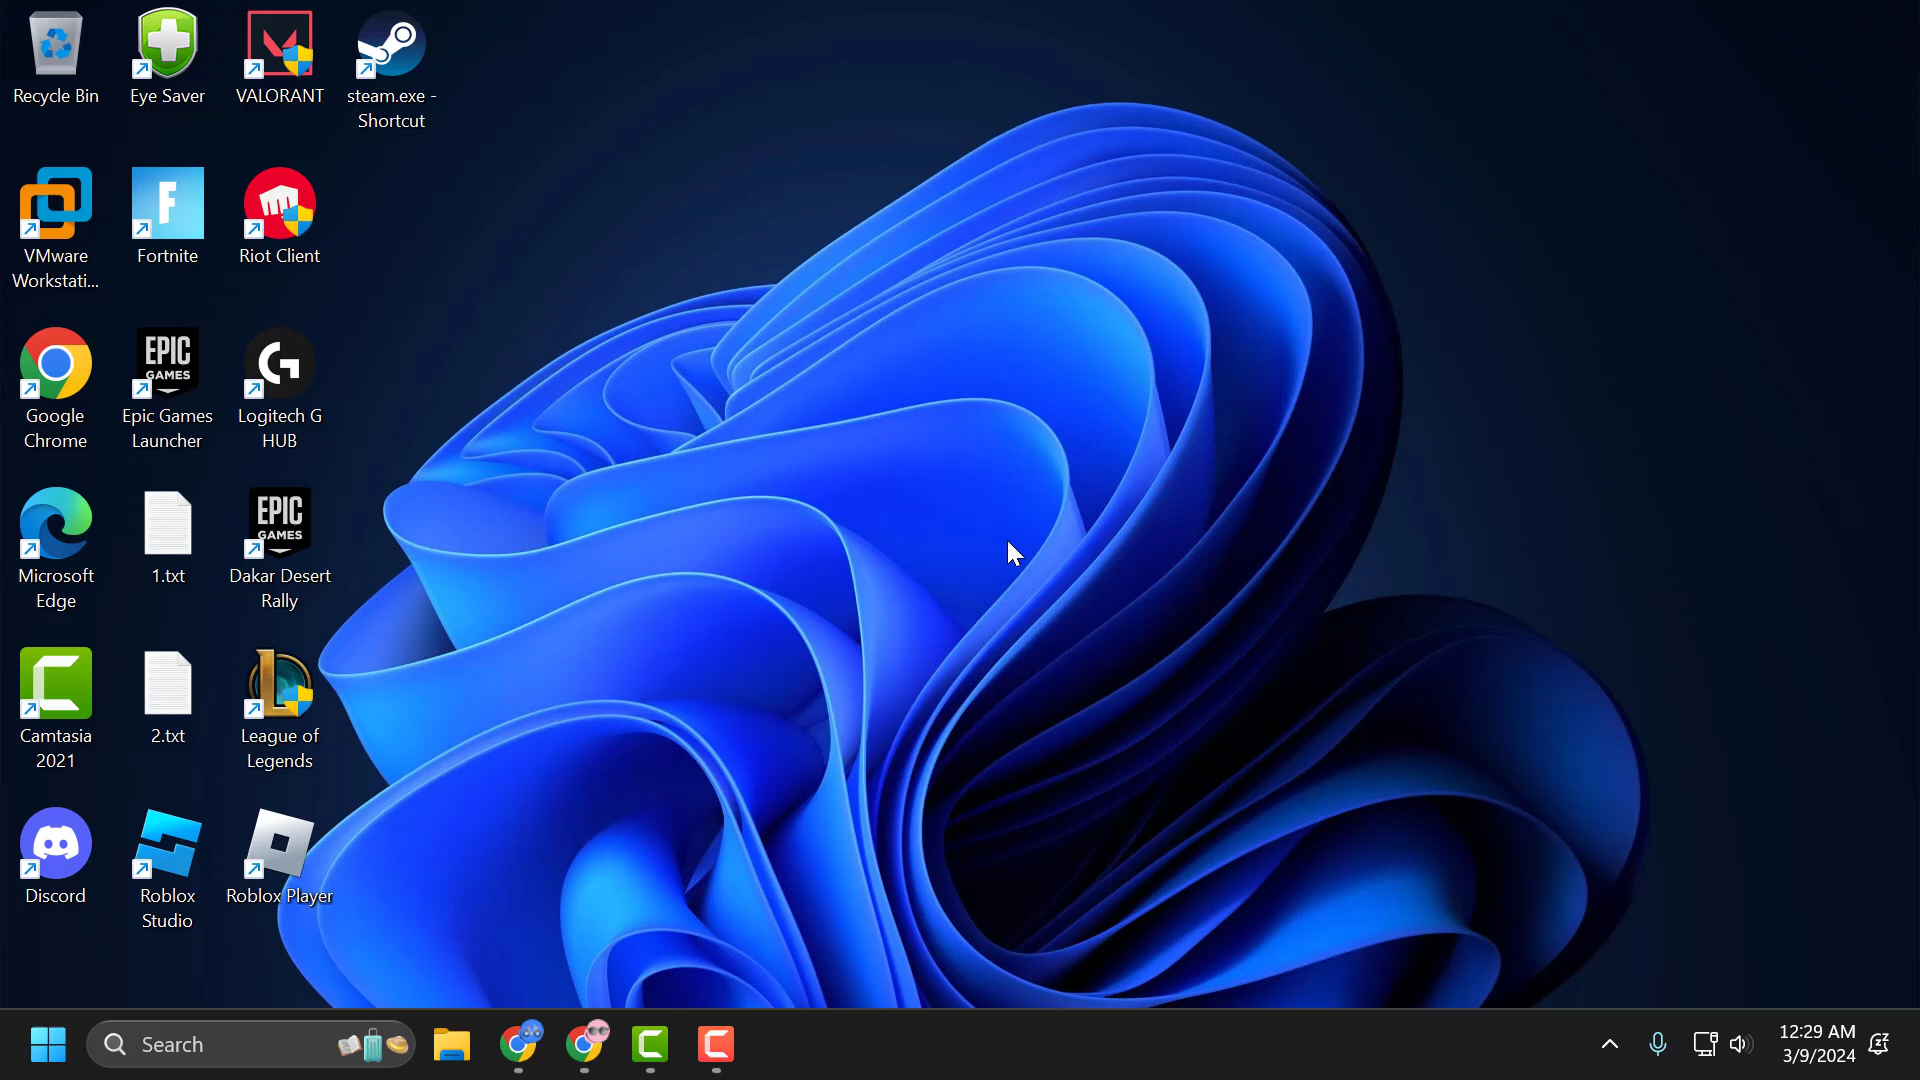 Recycle Bin
Eye Saver
VALORANT
steam.exe -
Shortcut
VMware
Workstati...
F
Fortnite
Riot Client
Google
Chrome
EPIC
GAMES
Epic Games
Launcher
Logitech G
HUB
Microsoft
Edge
1.txt
EPIC
GAMES
Dakar Desert
Rally
Camtasia
2021
2.txt
League of
Legends
Discord
Roblox
Studio
Roblox Player
Search
12:29 AM
3/9/2024